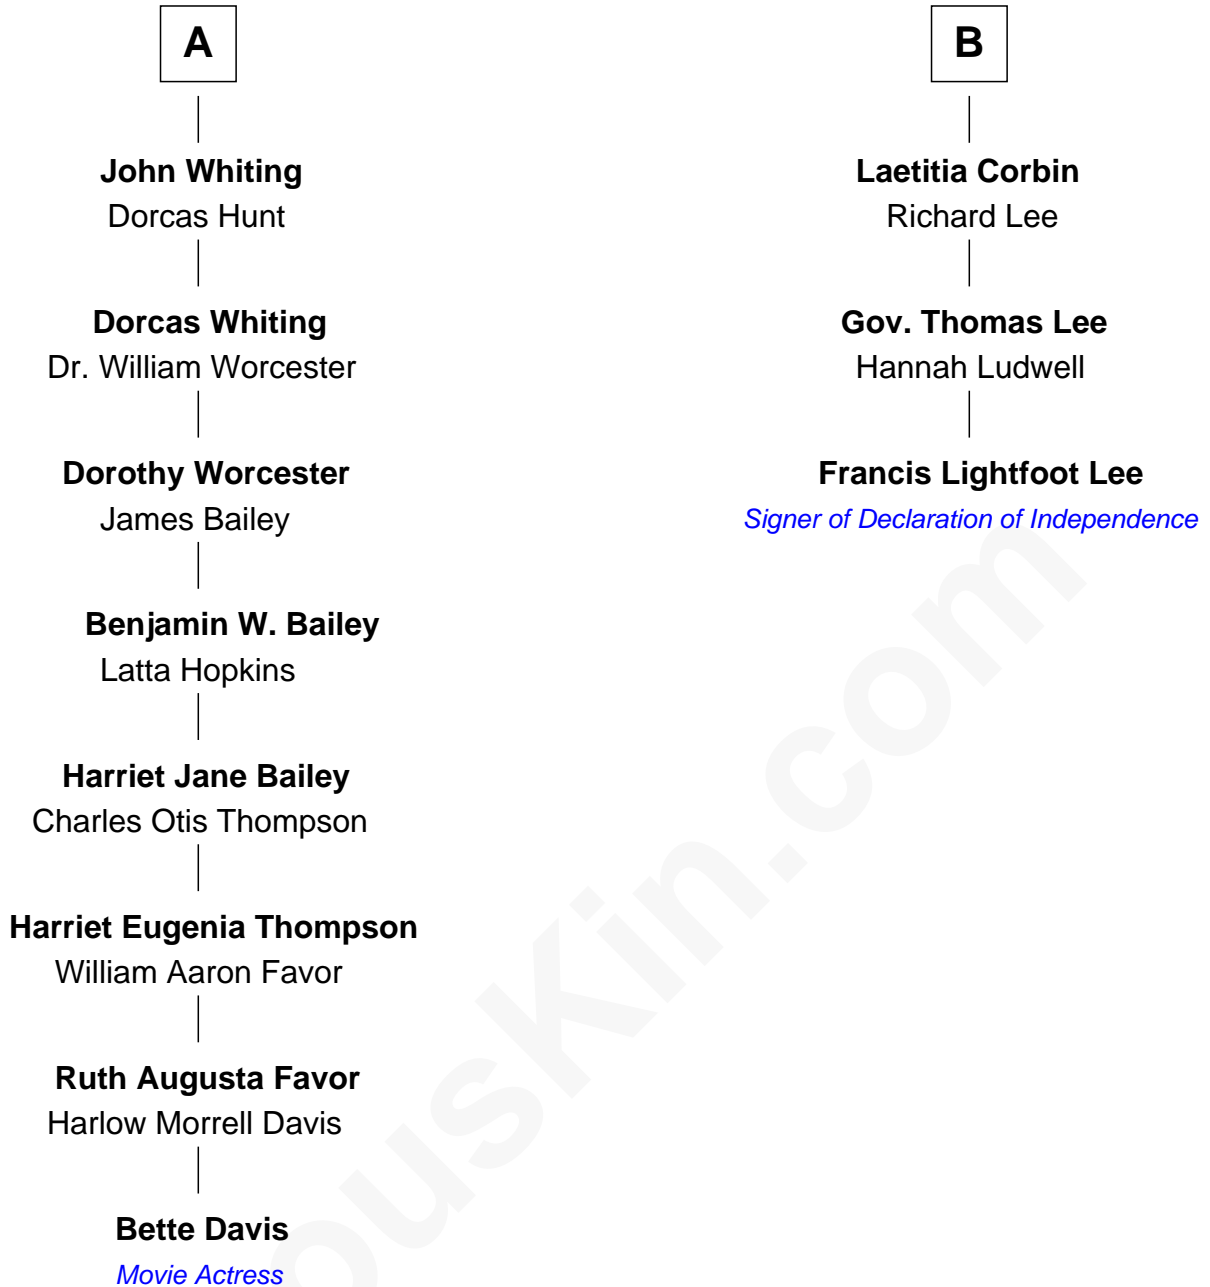 A
John Whiting
Dorcas Hunt
Dorcas Whiting
Dr. William Worcester
Dorothy Worcester
James Bailey
Benjamin W. Bailey
Latta Hopkins
Harriet Jane Bailey
Charles Otis Thompson
Harriet Eugenia Thompson
William Aaron Favor
Ruth Augusta Favor
Harlow Morrell Davis
Bette Davis
Movie Actress
B
Laetitia Corbin
Richard Lee
Gov. Thomas Lee
Hannah Ludwell
Francis Lightfoot Lee
Signer of Declaration of Independence
ousKin.com